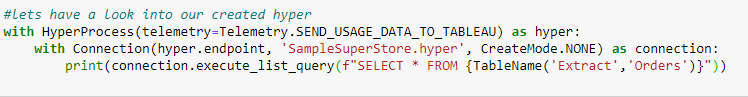 #lets have a look into our created hyper
with HyperProcess(telemetry=Telemetry.SEND_USAGE_DATA_TO_TABLEAU) as hyper:
    with Connection(hyper.endpoint, 'SampleSuperStore.hyper', CreateMode.NONE) as connection:
        print(connection.execute_list_query(f"SELECT * FROM {TableName('Extract','Orders')}"))